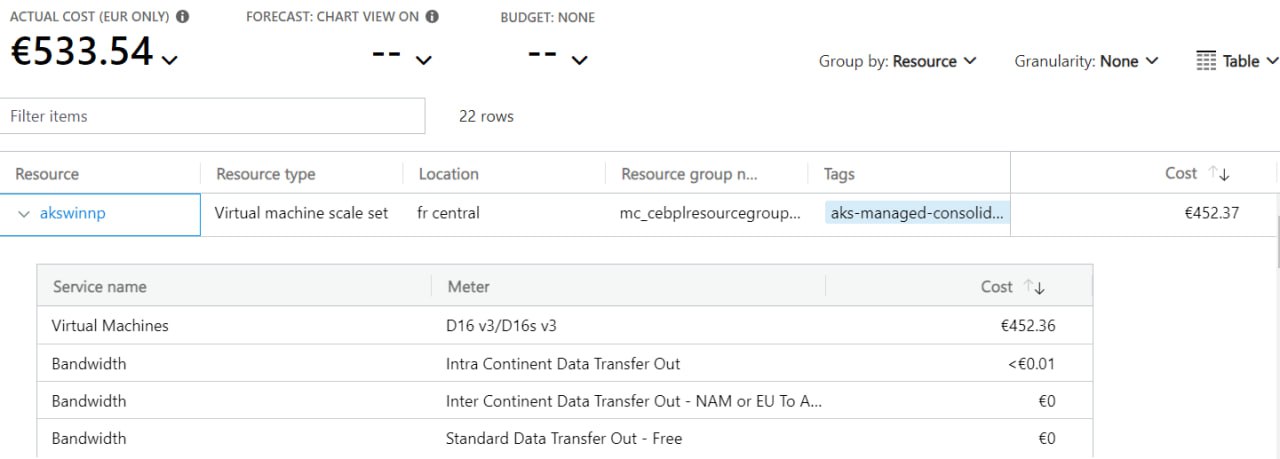 ACTUAL COST (EUR ONLY) FORECAST: CHART VIEW ON BUDGET: NONE
€533.54 -- --
Group by: Resource Granularity: None Table
Filter items 22 rows
Resource Resource type Location Resource group n... Tags Cost
akswinnp Virtual machine scale set fr central mc_cebplresourcegroup... aks-managed-consolid... €452.37
Service name Meter Cost
Virtual Machines D16 v3/D16s v3 €452.36
Bandwidth Intra Continent Data Transfer Out <€0.01
Bandwidth Inter Continent Data Transfer Out - NAM or EU To A... €0
Bandwidth Standard Data Transfer Out - Free €0